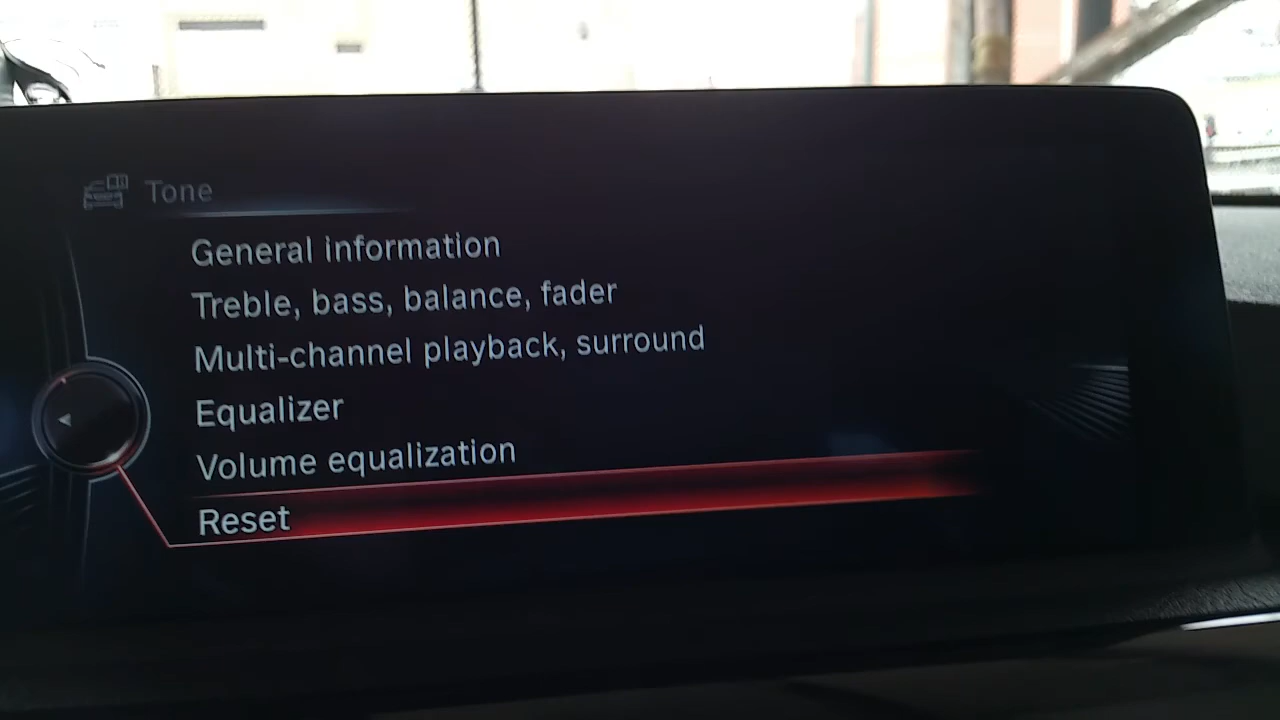 Tone
General information
Treble, bass, balance, fader
Multi-channel playback, surround
Equalizer
Volume equalization
Reset